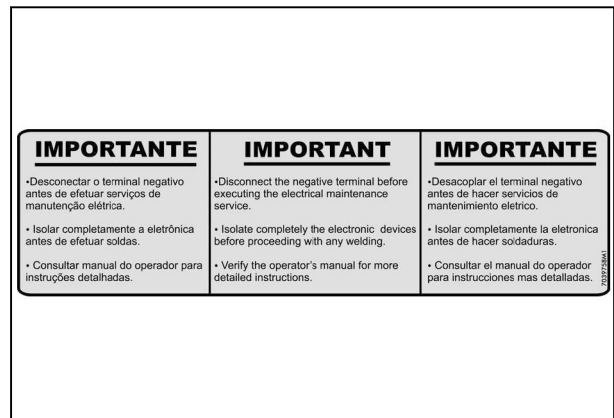 IMPORTANTE
•Desconectar o terminal negativo
antes de efetuar serviços de
manutenção elétrica.
• Isolar completamente a eletrônica
antes de efetuar soldas.
• Consultar manual do operador para
instruções detalhadas.
IMPORTANT
•Disconnect the negative terminal before
executing the electrical maintenance
service.
• Isolate completely the electronic devices
before proceeding with any welding.
• Verify the operator's manual for more
detailed instructions.
IMPORTANTE
•Desacoplar el terminal negativo
antes de hacer servicios de
mantenimiento eletrico.
• Isolar completamente la eletronica
antes de hacer soldaduras.
• Consultar el manual do operador
para instrucciones mas detalladas.
7039758M1